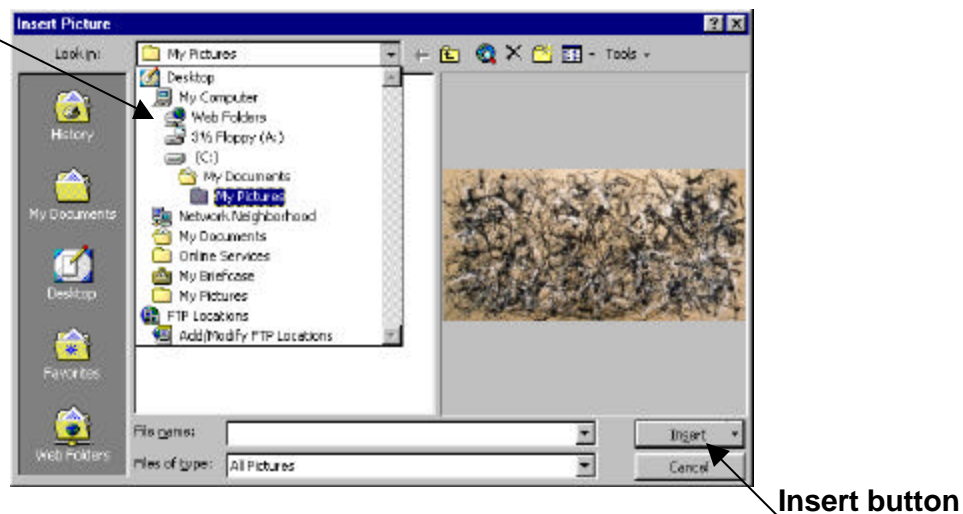 Insert Picture
Look in: My Pictures Tools
Desktop
My Computer
Web Folders
3½ Floppy (A:)
(C:)
My Documents
My Pictures
Network Neighborhood
My Documents
Online Services
My Briefcase
My Pictures
FTP Locations
Add/Modify FTP Locations
History
My Documents
Desktop
Favorites
Web Folders
File name:
Insert
Files of type: All Pictures
Cancel
Insert button